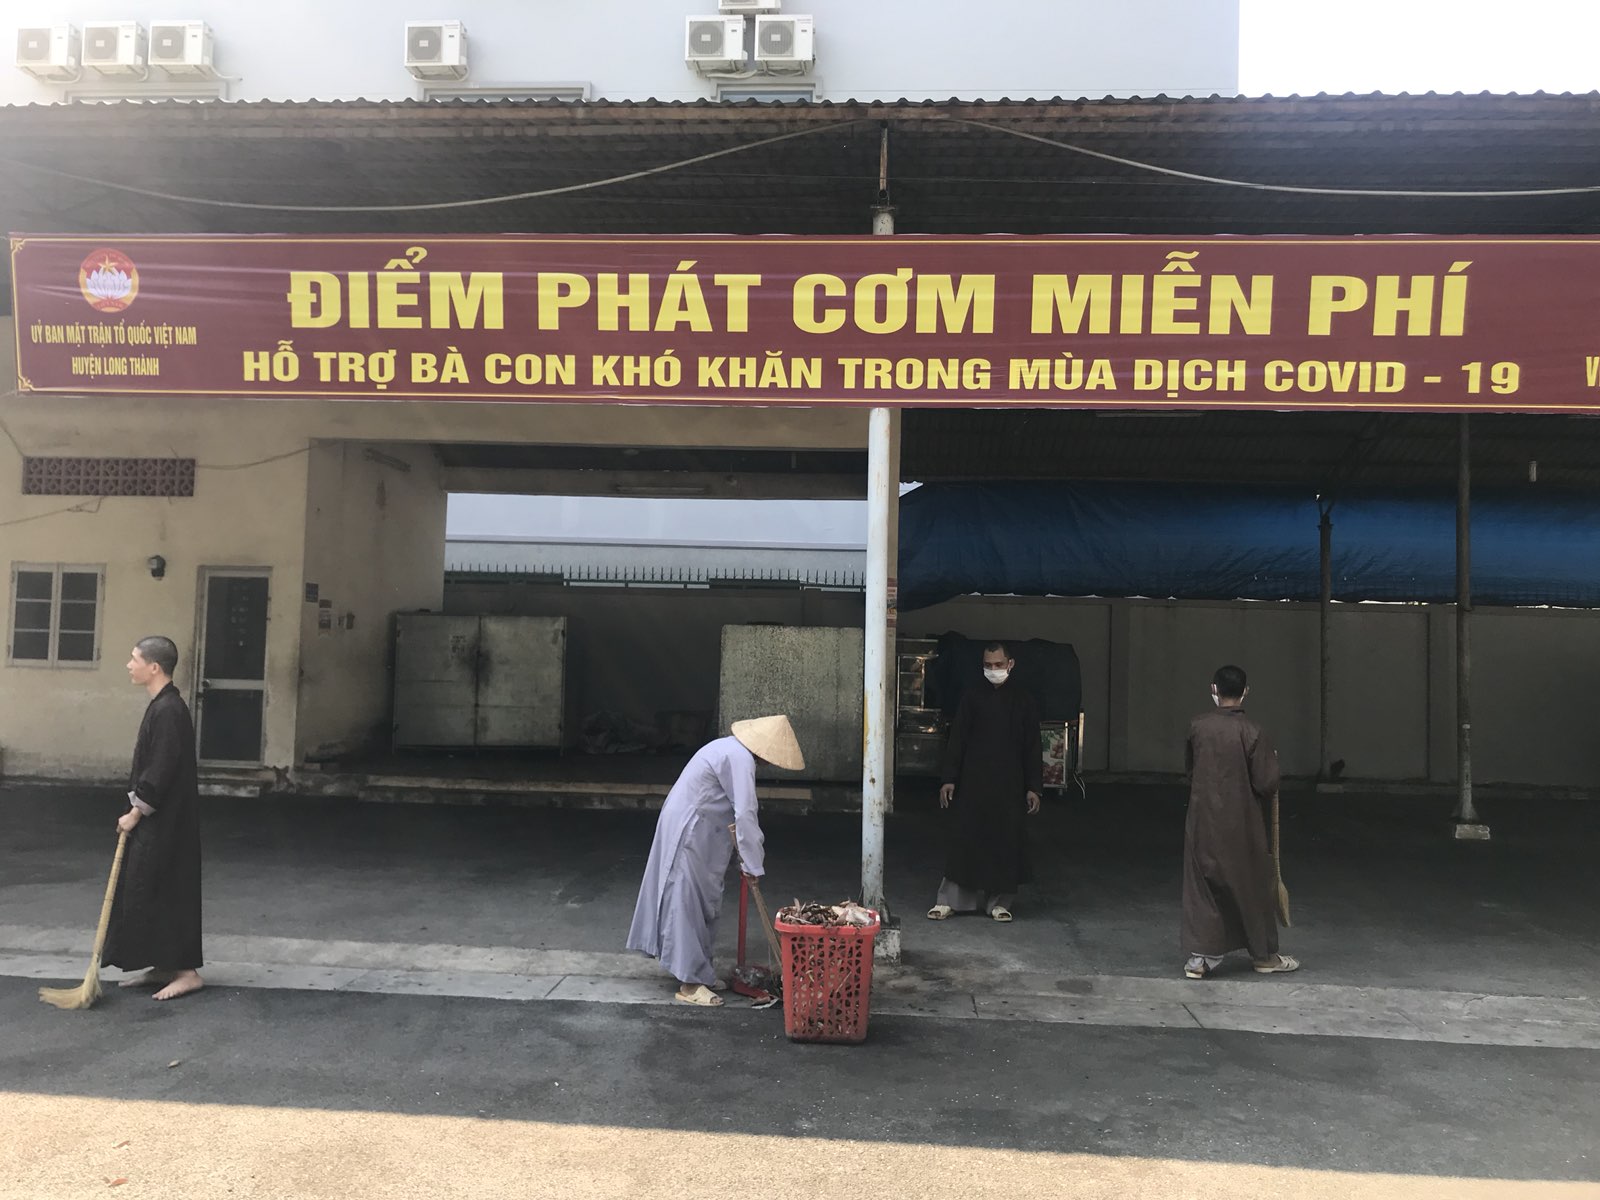 ĐIỂM PHÁT CƠM MIỄN PHÍ
HỖ TRỢ BÀ CON KHÓ KHĂN TRONG MÙA DỊCH COVID - 19
UỶ BAN MẶT TRẬN TỔ QUỐC VIỆT NAM
HUYỆN LONG THÀNH